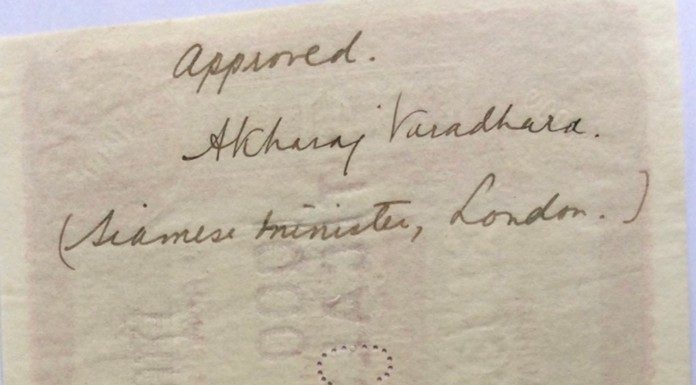 Approved.
Akharaj Varadhara.
(Siamese Minister, London.)